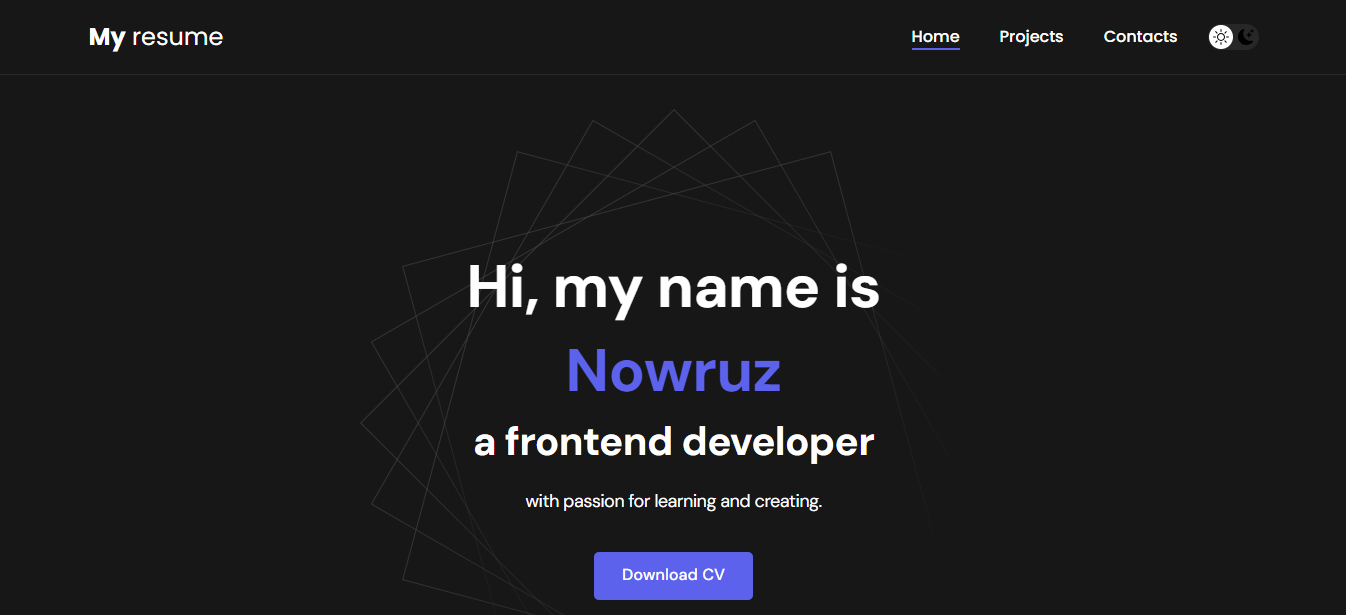 My resume
Home Projects Contacts
Hi, my name is
Nowruz
a frontend developer
with passion for learning and creating.
Download CV